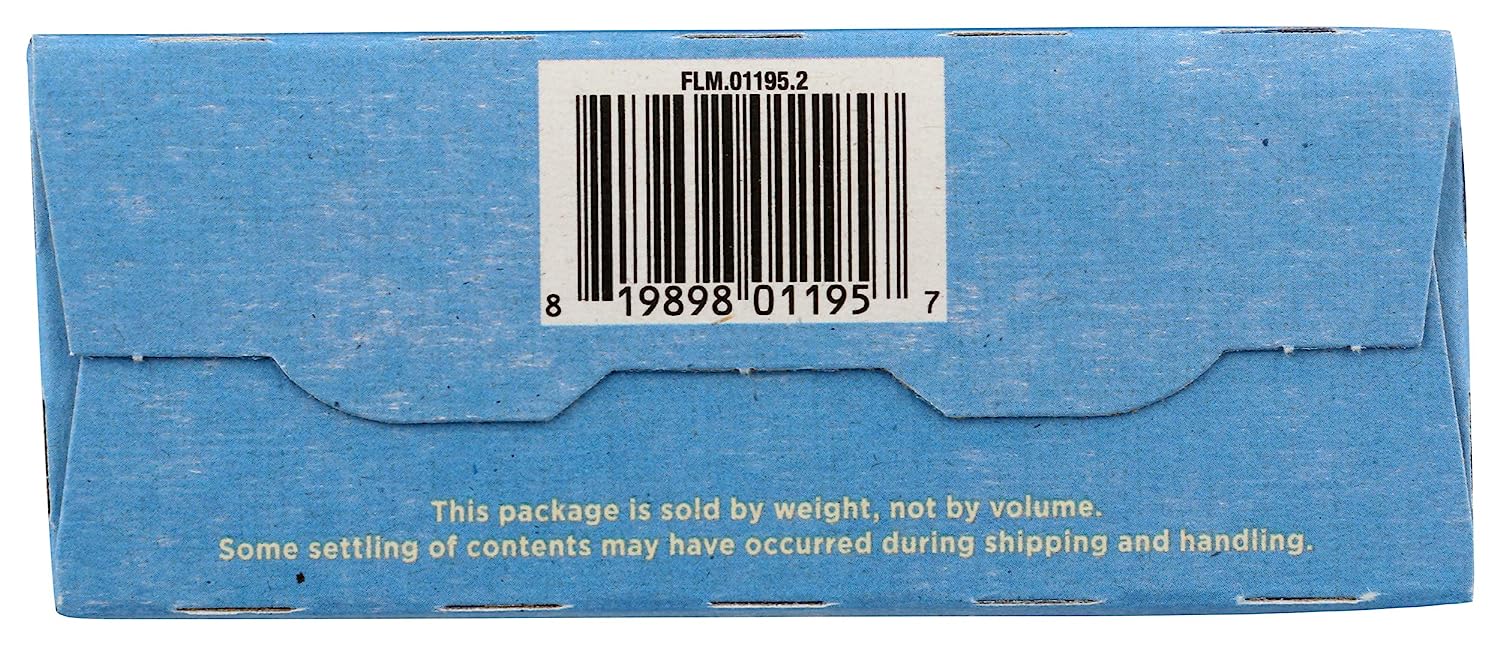 FLM.01195.2
8 19898 01195 7
This package is sold by weight, not by volume.
Some settling of contents may have occurred during shipping and handling.